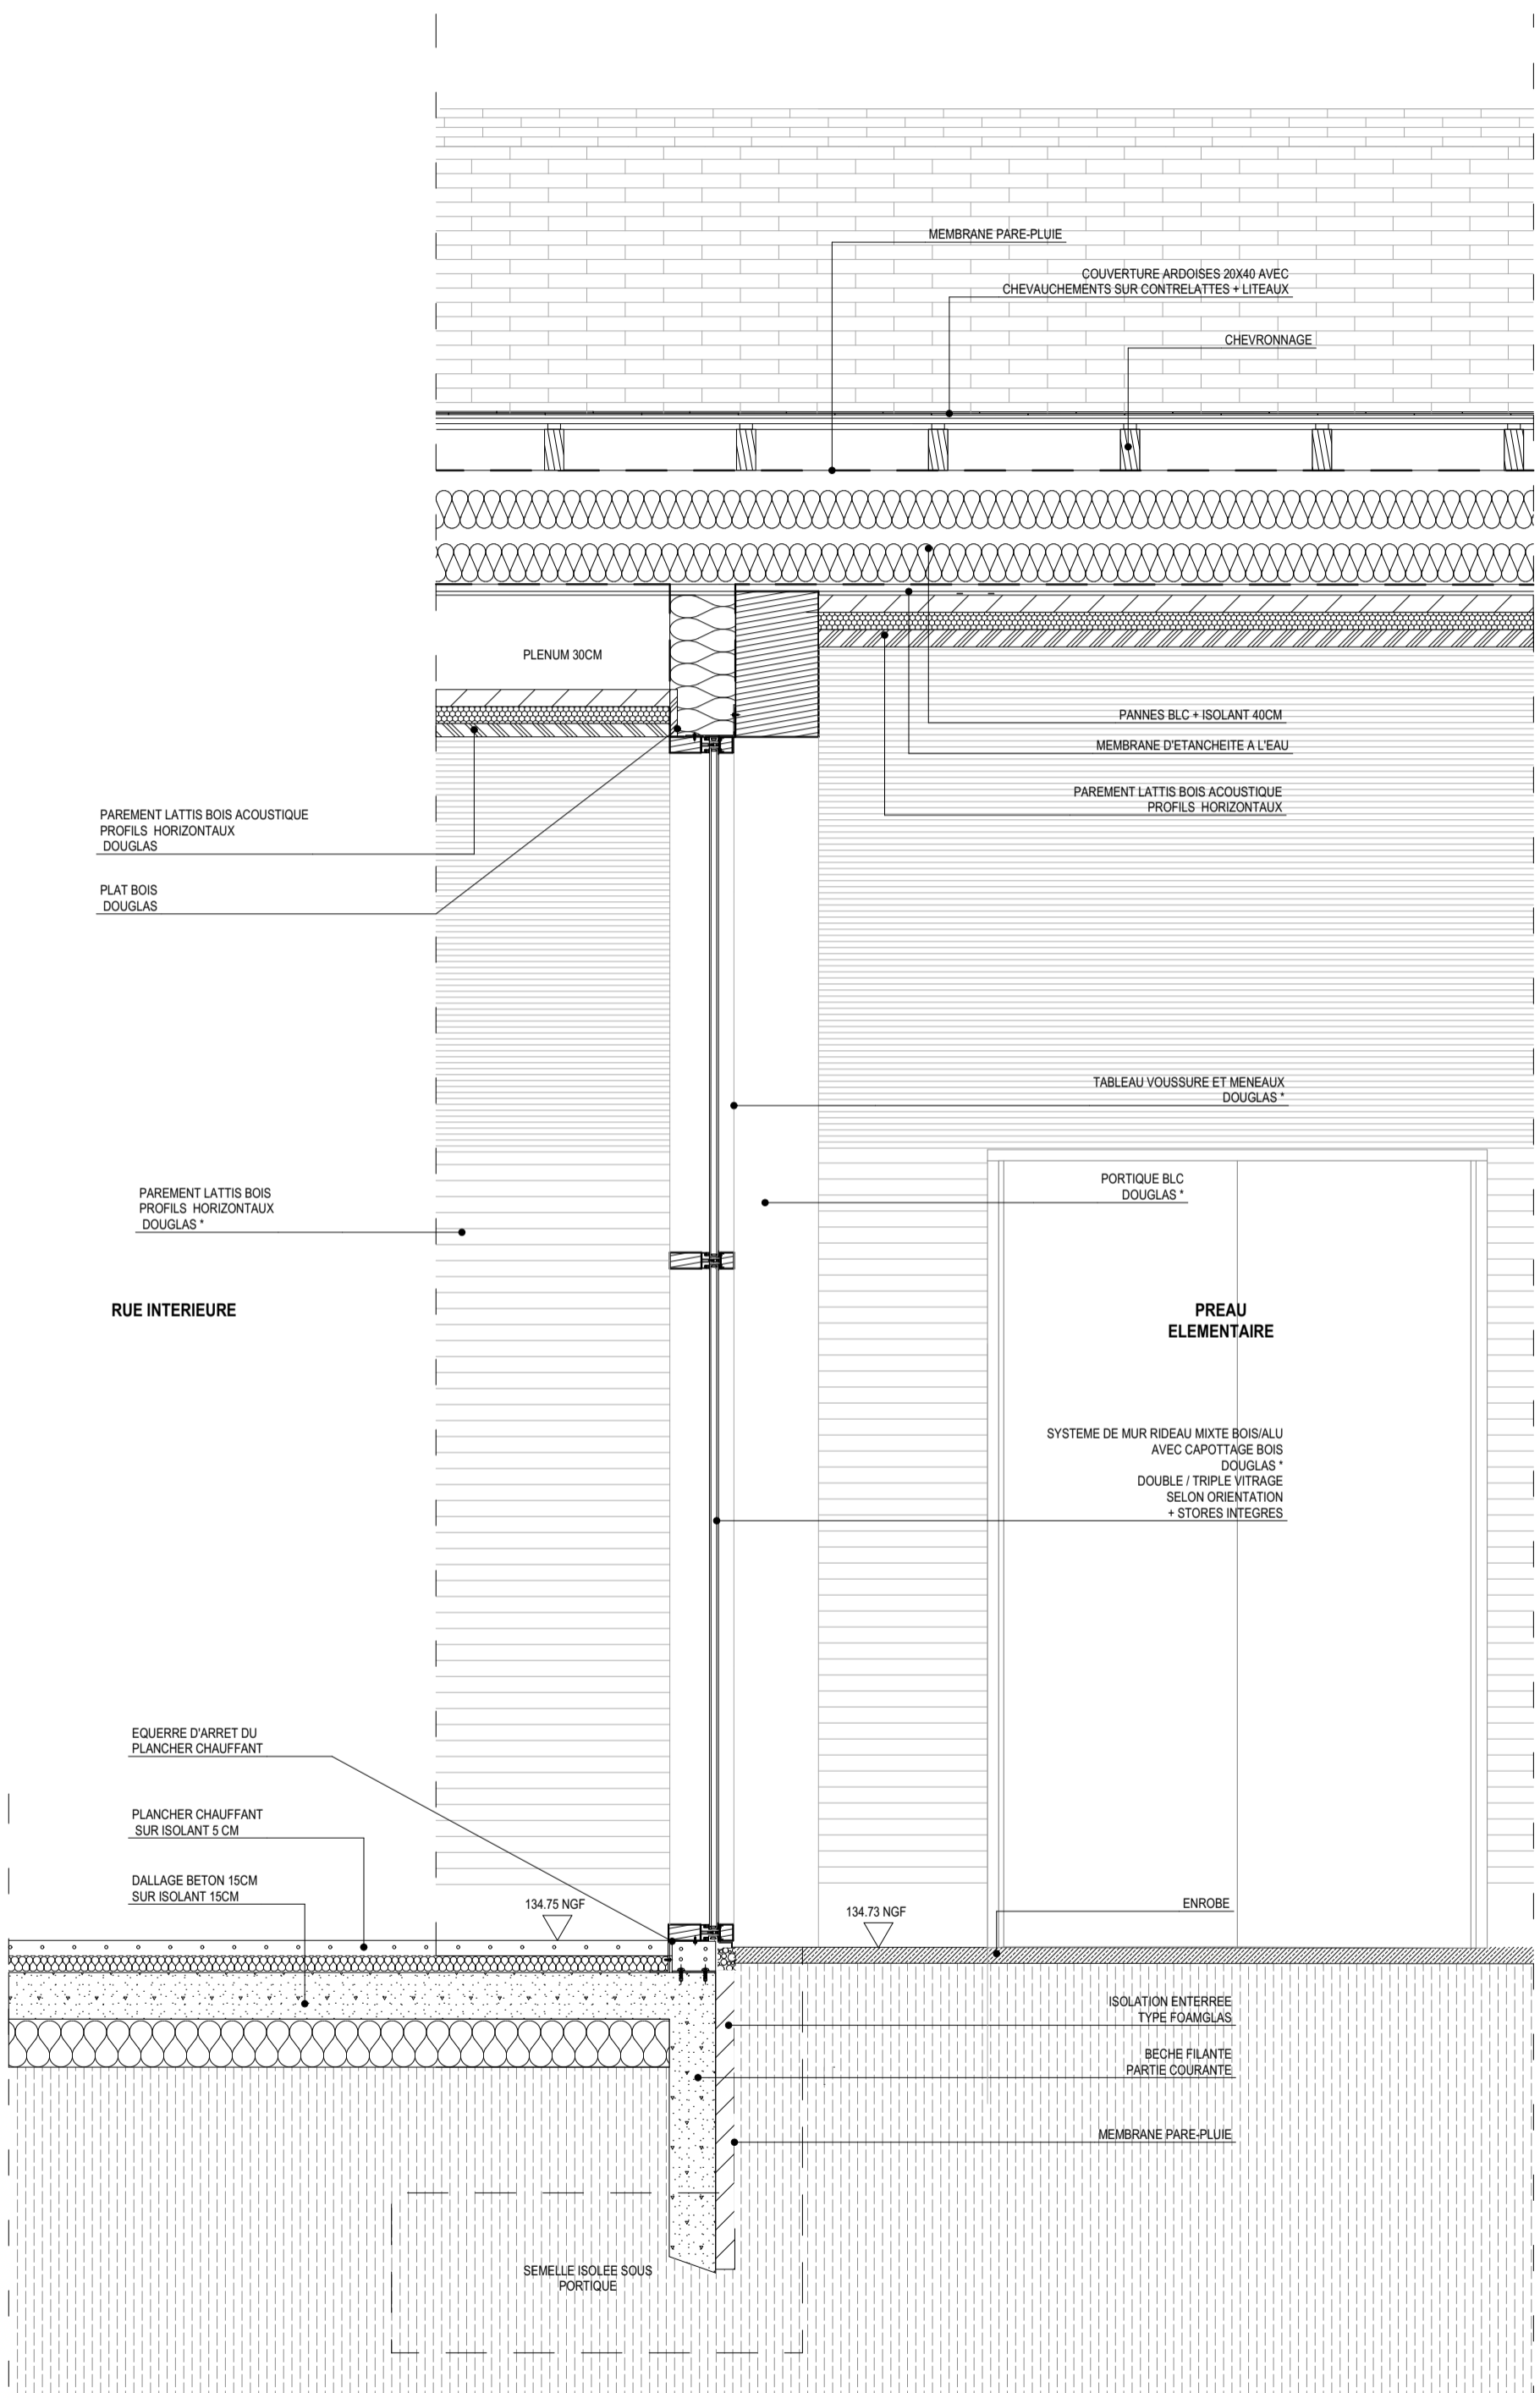 MEMBRANE PARE-PLUIE
COUVERTURE ARDOISES 20X40 AVEC
CHEVAUCHEMENTS SUR CONTRELATTES + LITEAUX
CHEVRONNAGE
PLENUM 30CM
PANNES BLC + ISOLANT 40CM
MEMBRANE D'ETANCHEITE A L'EAU
PAREMENT LATTIS BOIS ACOUSTIQUE
PROFILS HORIZONTAUX
PAREMENT LATTIS BOIS ACOUSTIQUE
PROFILS HORIZONTAUX
DOUGLAS
PLAT BOIS
DOUGLAS
TABLEAU VOUSSURE ET MENEAUX
DOUGLAS *
PORTIQUE BLC
DOUGLAS *
PAREMENT LATTIS BOIS
PROFILS HORIZONTAUX
DOUGLAS *
RUE INTERIEURE
PREAU
ELEMENTAIRE
SYSTEME DE MUR RIDEAU MIXTE BOIS/ALU
AVEC CAPOTTAGE BOIS
DOUGLAS *
DOUBLE / TRIPLE VITRAGE
SELON ORIENTATION
+ STORES INTEGRES
EQUERRE D'ARRET DU
PLANCHER CHAUFFANT
PLANCHER CHAUFFANT
SUR ISOLANT 5 CM
DALLAGE BETON 15CM
SUR ISOLANT 15CM
134.75 NGF
134.73 NGF
ENROBE
ISOLATION ENTERREE
TYPE FOAMGLAS
BECHE FILANTE
PARTIE COURANTE
MEMBRANE PARE-PLUIE
SEMELLE ISOLEE SOUS
PORTIQUE